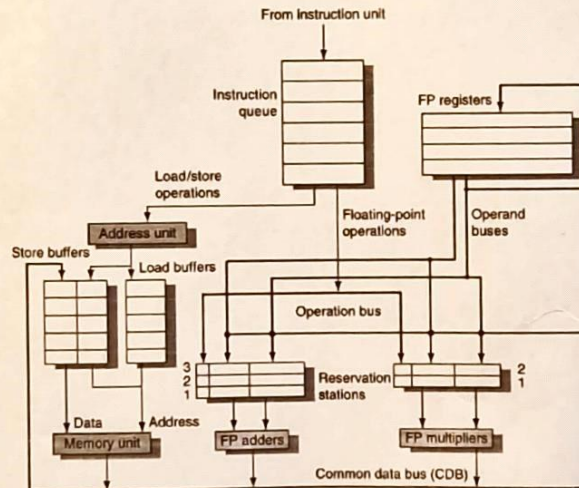 From instruction unit
Instruction
queue
FP registers
Load/store
operations
Floating-point
operations
Operand
buses
Address unit
Store buffers
Load buffers
Operation bus
3
2
1
Reservation
stations
2
1
Data
Address
Memory unit
FP adders
FP multipliers
Common data bus (CDB)